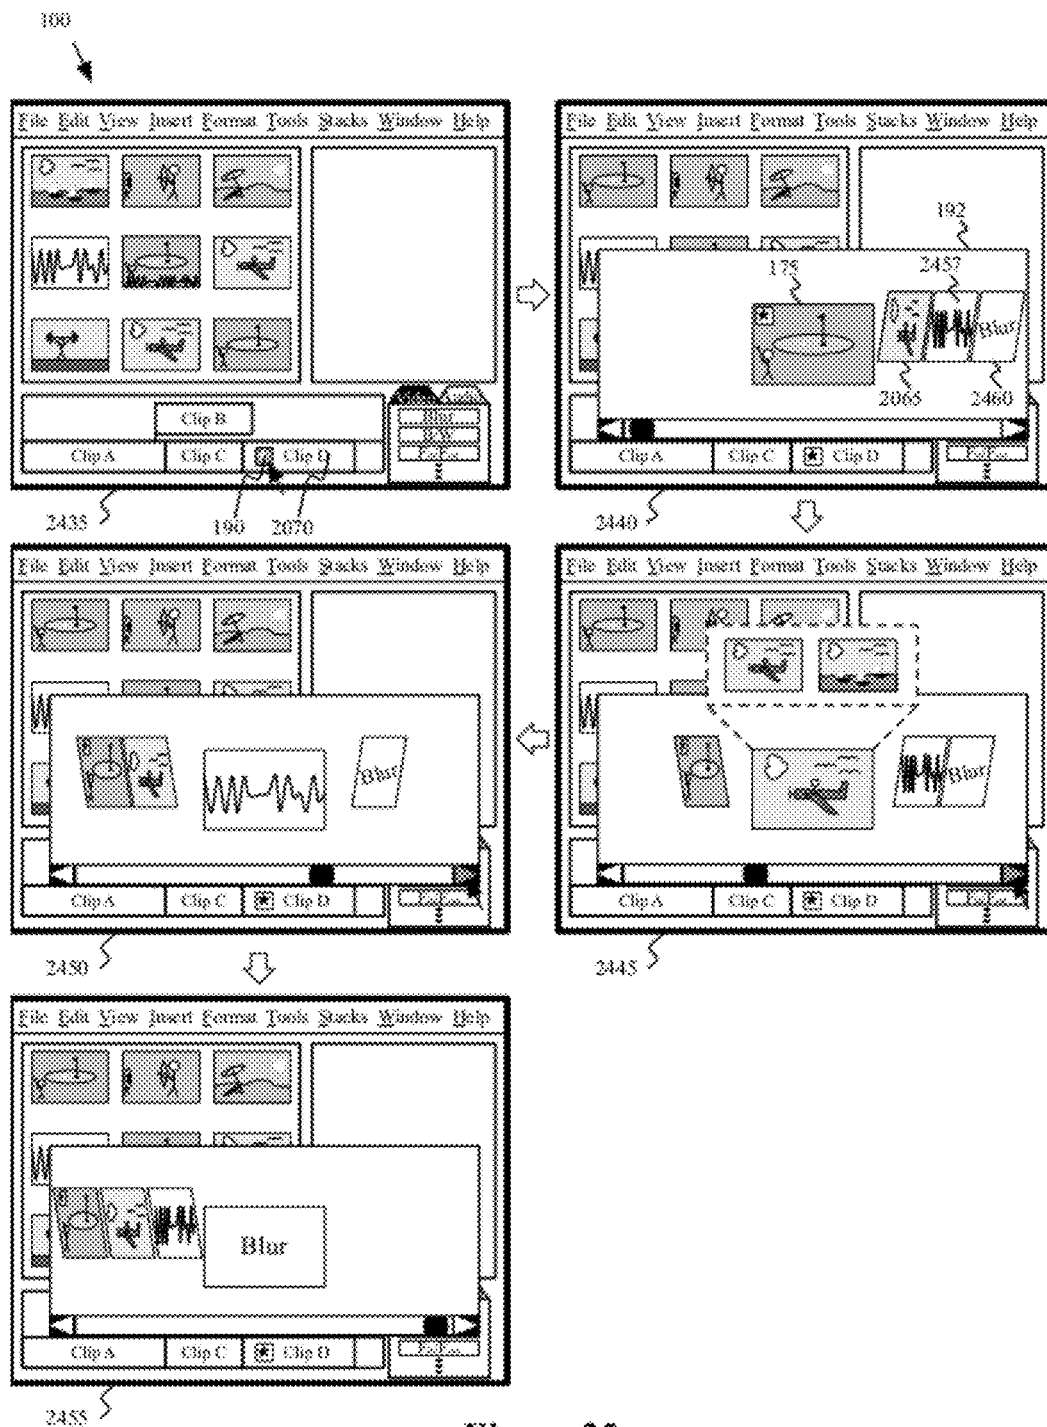 100
File Edit View Insert Format Tools Stacks Window Help
Clip B
Blur
Clip A Clip C Clip D
2435 190 2070
File Edit View Insert Format Tools Stacks Window Help
192
175 2457
Blur
2065 2460
Clip A Clip C Clip D
2440
File Edit View Insert Format Tools Stacks Window Help
Blur
Clip A Clip C Clip D
2450
File Edit View Insert Format Tools Stacks Window Help
Blur
Clip A Clip C Clip D
2445
File Edit View Insert Format Tools Stacks Window Help
Blur
Clip A Clip C Clip D
2455